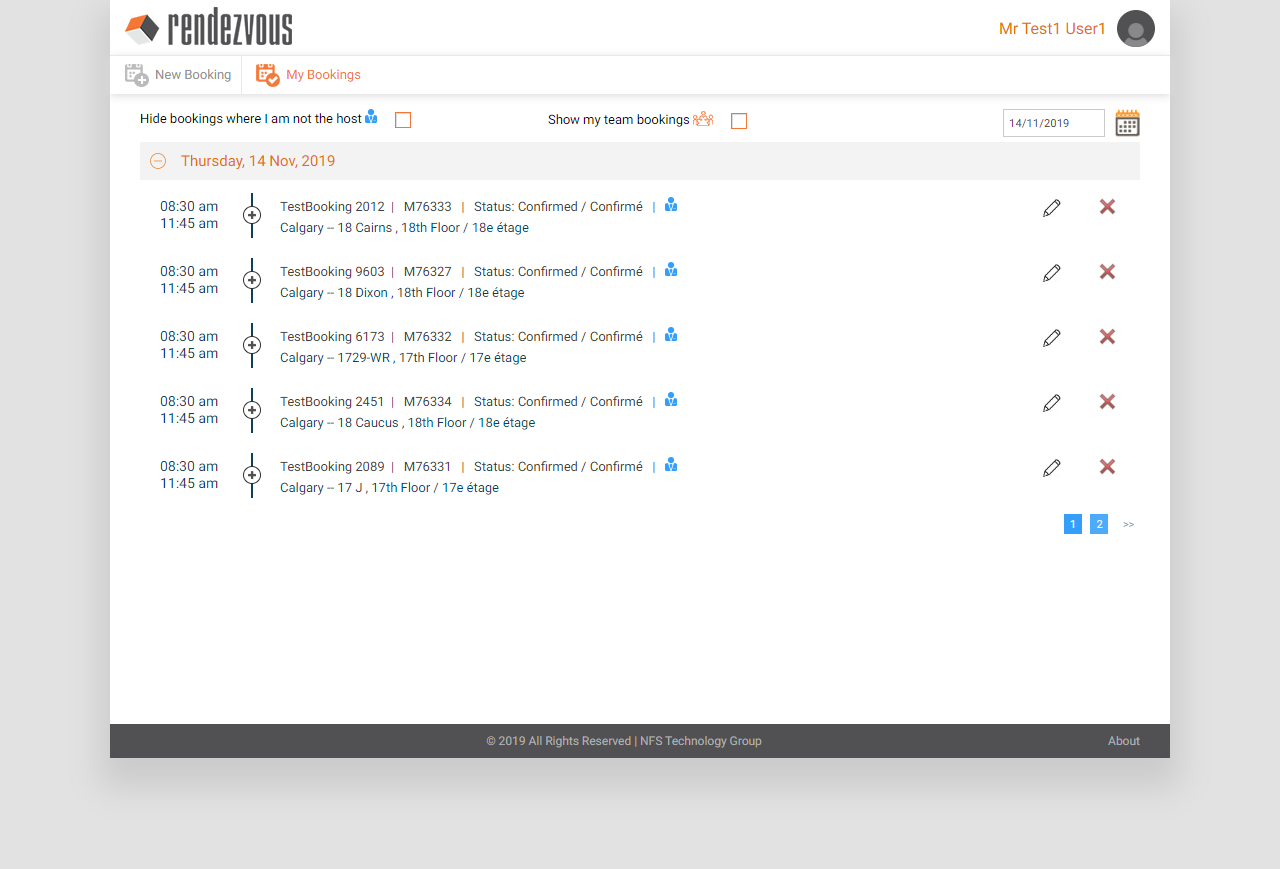 rendezvous
Mr Test1 User1
New Booking
My Bookings
Hide bookings where I am not the host
Show my team bookings
14/11/2019
Thursday, 14 Nov, 2019
08:30 am
11:45 am
TestBooking 2012 | M76333 | Status: Confirmed / Confirmé |
Calgary -- 18 Cairns , 18th Floor / 18e étage
08:30 am
11:45 am
TestBooking 9603 | M76327 | Status: Confirmed / Confirmé |
Calgary -- 18 Dixon , 18th Floor / 18e étage
08:30 am
11:45 am
TestBooking 6173 | M76332 | Status: Confirmed / Confirmé |
Calgary -- 1729-WR , 17th Floor / 17e étage
08:30 am
11:45 am
TestBooking 2451 | M76334 | Status: Confirmed / Confirmé |
Calgary -- 18 Caucus , 18th Floor / 18e étage
08:30 am
11:45 am
TestBooking 2089 | M76331 | Status: Confirmed / Confirmé |
Calgary -- 17 J , 17th Floor / 17e étage
1 2 >>
© 2019 All Rights Reserved | NFS Technology Group
About